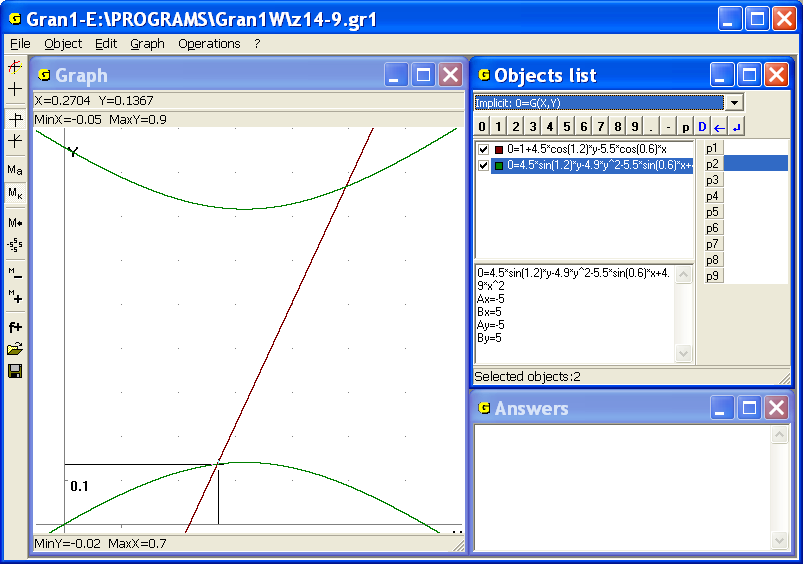 Gran1-E:\PROGRAMS\Gran1W\z14-9.gr1
File Object Edit Graph Operations ?
Graph
X=0.2704 Y=0.1367
MinX=-0.05 MaxY=0.9
Y
0.1
MinY=-0.02 MaxX=0.7
Objects list
Implicit: 0=G(X,Y)
0 1 2 3 4 5 6 7 8 9 . - p D ← ↵
0=1+4.5*cos(1.2)*y-5.5*cos(0.6)*x
0=4.5*sin(1.2)*y-4.9*y^2-5.5*sin(0.6)*x+4
p1
p2
p3
p4
p5
p6
p7
p8
p9
0=4.5*sin(1.2)*y-4.9*y^2-5.5*sin(0.6)*x+4.
9*x^2
Ax=-5
Bx=5
Ay=-5
By=5
Selected objects:2
Answers